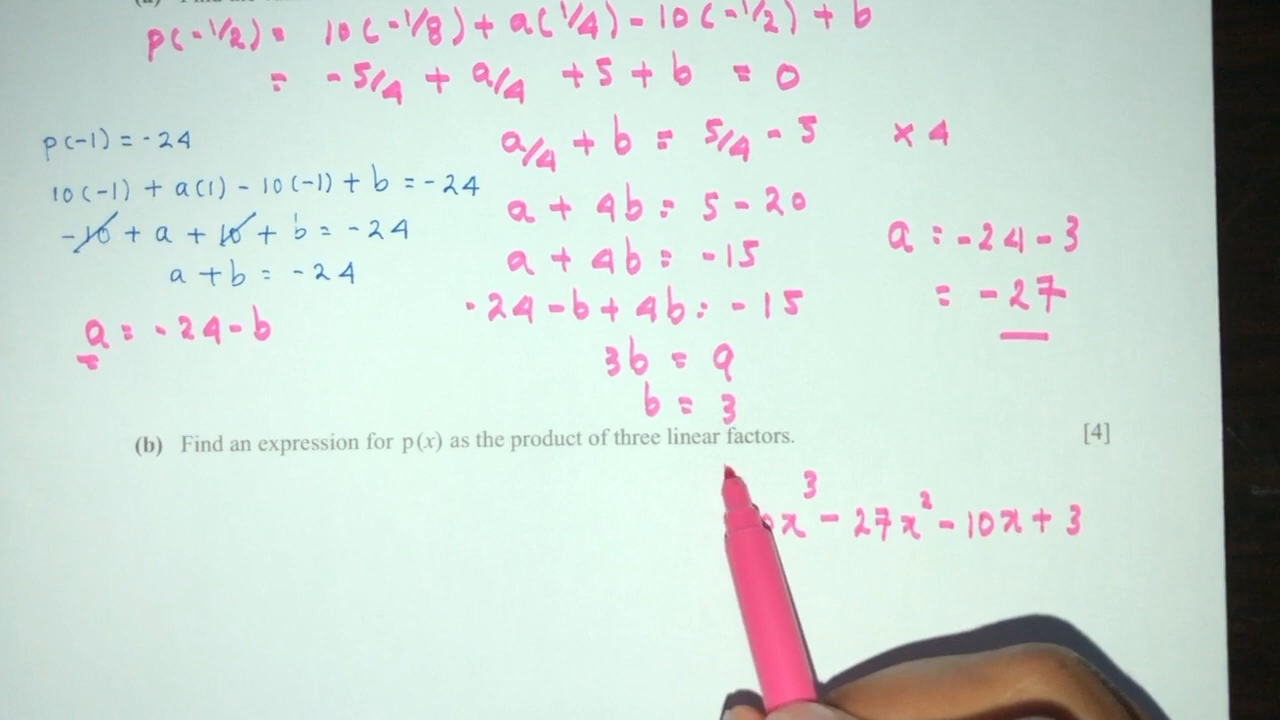 p(-1/2) = 10(-1/8) + a(1/4) - 10(-1/2) + b
= -5/4 + a/4 + 5 + b = 0
p(-1) = -24
10(-1) + a(1) - 10(-1) + b = -24
-10 + a + 10 + b = -24
a + b = -24
a = -24 - b
a/4 + b = 5/4 - 5 × 4
a + 4b = 5 - 20
a + 4b = -15
-24 - b + 4b = -15
3b = 9
b = 3
a = -24 - 3
= -27
(b) Find an expression for p(x) as the product of three linear factors. [4]
x³ - 27x² - 10x + 3